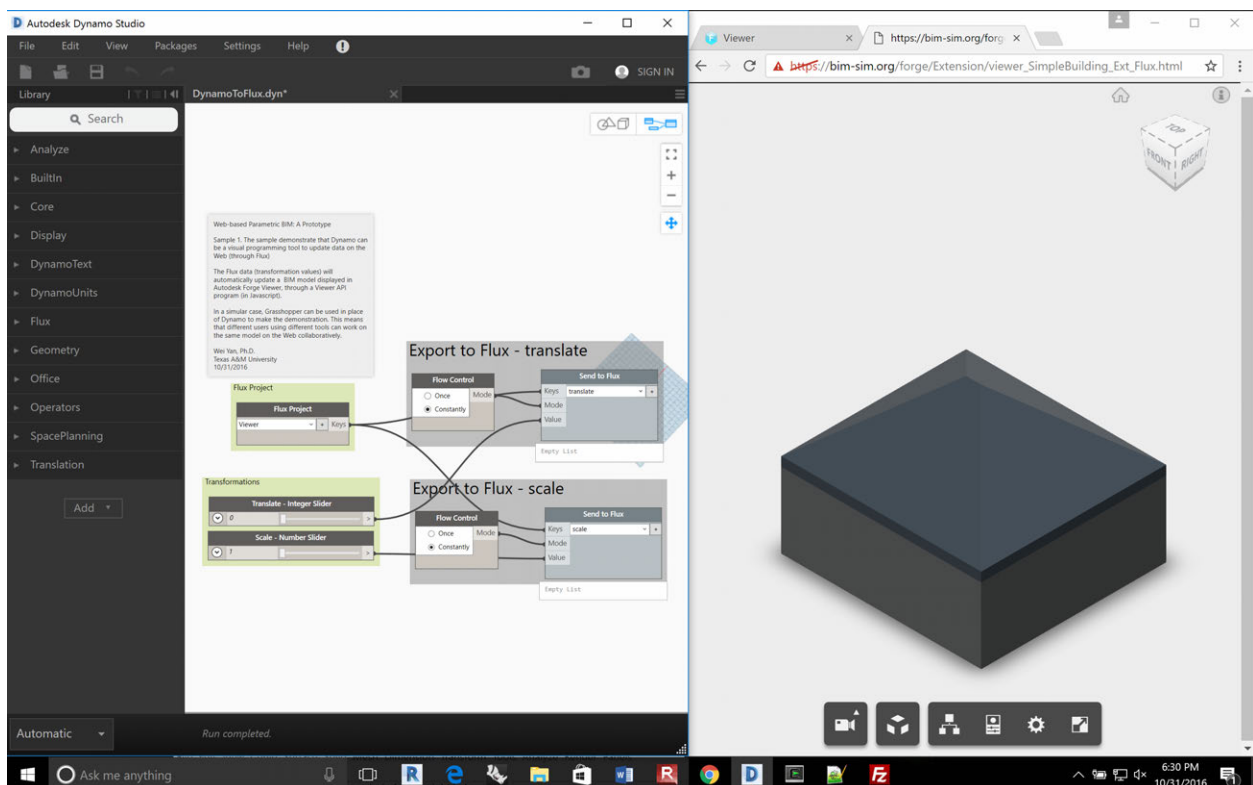 Autodesk Dynamo Studio
File Edit View Packages Settings Help
SIGN IN
Library
DynamoToFlux.dyn*
Search
Analyze
BuiltIn
Core
Display
DynamoText
DynamoUnits
Flux
Geometry
Office
Operators
SpacePlanning
Translation
Add
Web-based Parametric BIM: A Prototype
Sample 1. The sample demonstrate that Dynamo can
be a visual programming tool to update data on the
Web (through Flux)
The Flux data (transformation values) will
automatically update a BIM model displayed in
Autodesk Forge Viewer, through a Viewer API
program (in Javascript).
In a simular case, Grasshopper can be used in place
of Dynamo to make the demonstration. This means
that different users using different tools can work on
the same model on the Web collaboratively.
Wei Yan, Ph.D.
Texas A&M University
10/31/2016
Flux Project
Flux Project
Viewer + Keys
Transformations
Translate - Integer Slider
0 >
Scale - Number Slider
1 >
Export to Flux - translate
Flow Control
Once Mode
Constantly
Send to Flux
Keys translate +
Mode
Value
Empty List
Export to Flux - scale
Flow Control
Once Mode
Constantly
Send to Flux
Keys scale +
Mode
Value
Empty List
Automatic
Run completed.
Viewer
https://bim-sim.org/forg
https://bim-sim.org/forge/Extension/viewer_SimpleBuilding_Ext_Flux.html
TOP
FRONT RIGHT
Ask me anything
6:30 PM
10/31/2016